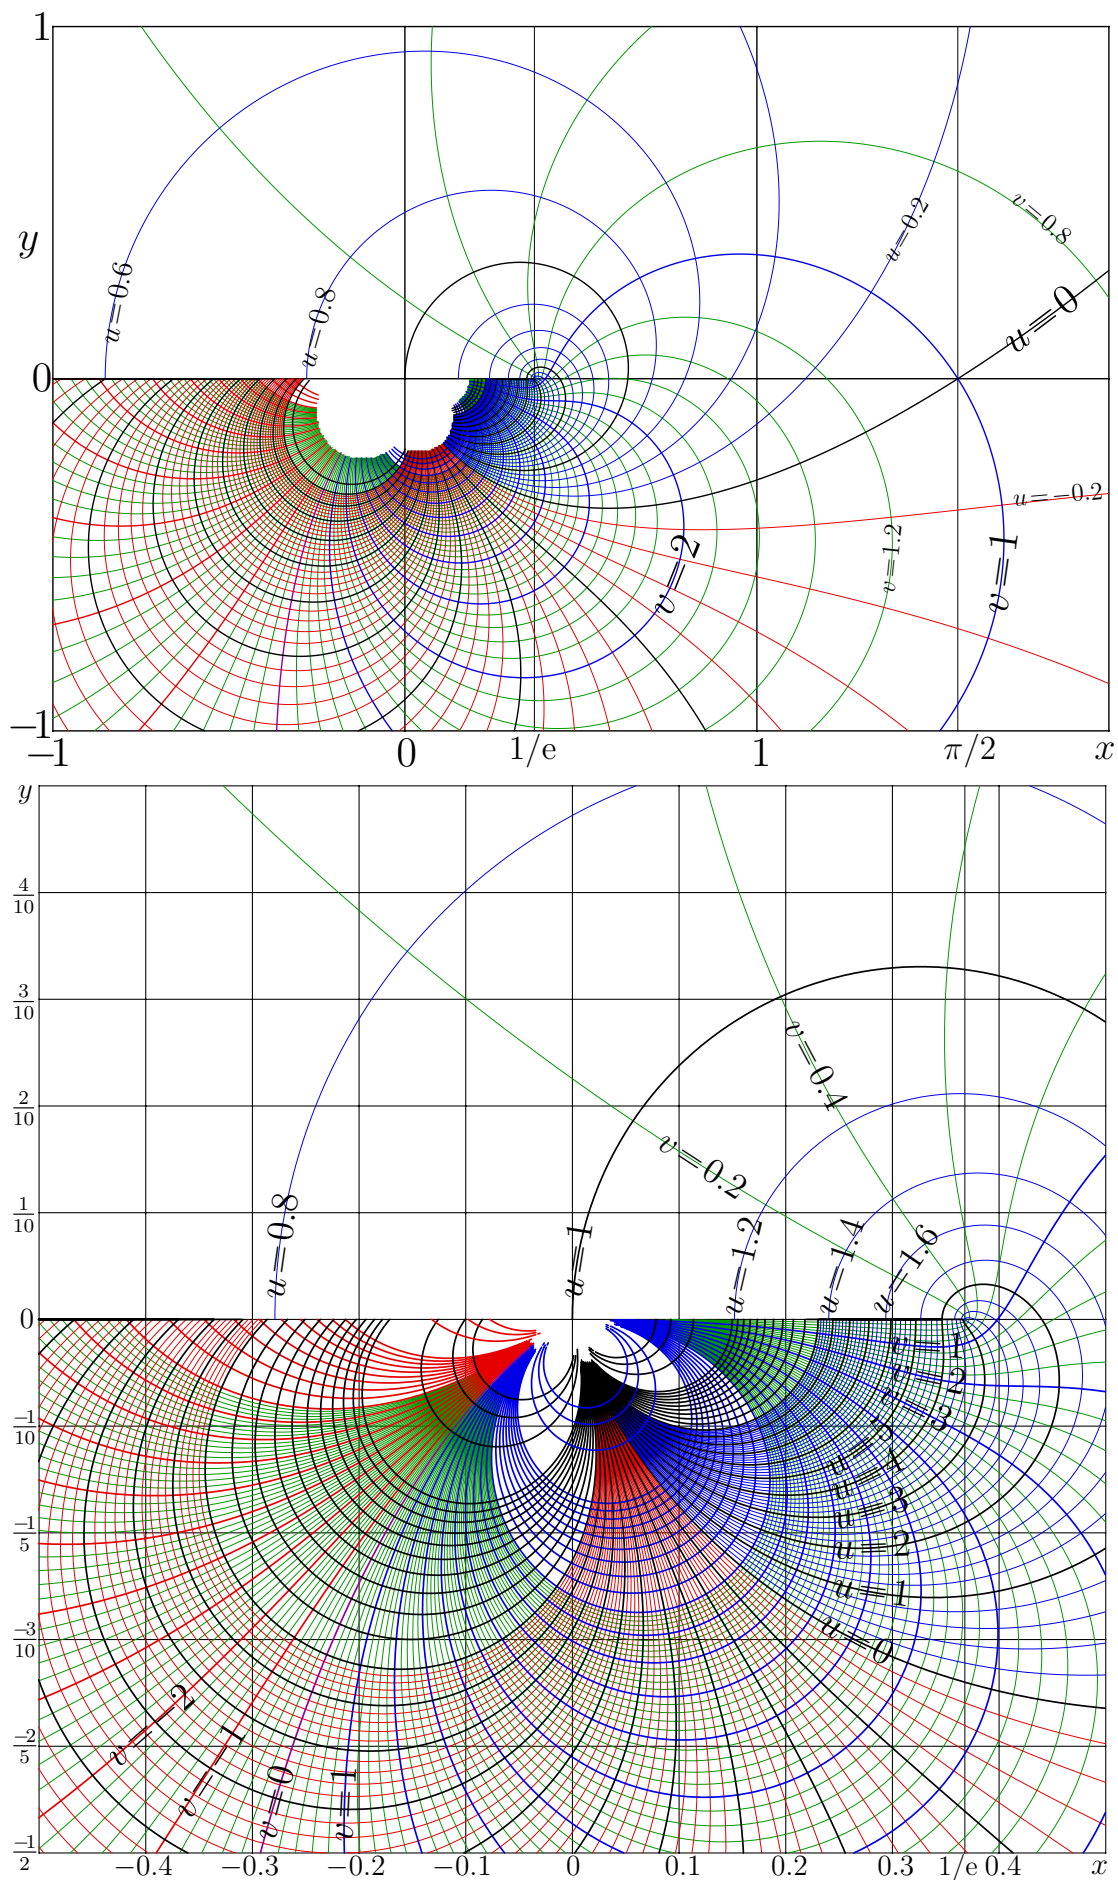 1
y
0
−1
u=0.6
u=0.8
u=0.2
v=0.8
u=0
u=−0.2
v=1.2
v=1
v=2
−1
0
1/e
1
π/2
x
y
4/10
3/10
2/10
1/10
0
−1/10
−1/5
−3/10
−2/5
−1/2
v=0.4
v=0.2
u=0.8
u=1
u=1.2
u=1.4
u=1.6
u=3
u=2
u=1
u=0
v=−2
v=−1
v=0
v=1
−0.4
−0.3
−0.2
−0.1
0
0.1
0.2
0.3
1/e
0.4
x